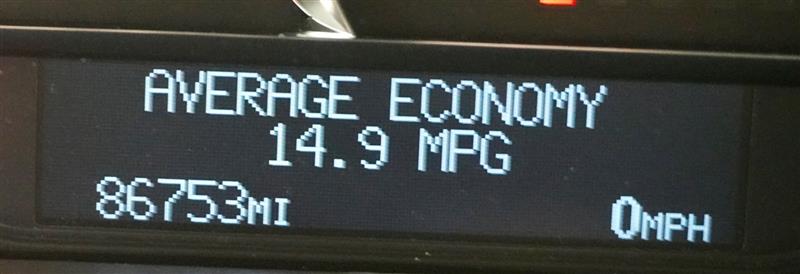 AVERAGE ECONOMY
14.9 MPG
86753MI 0MPH